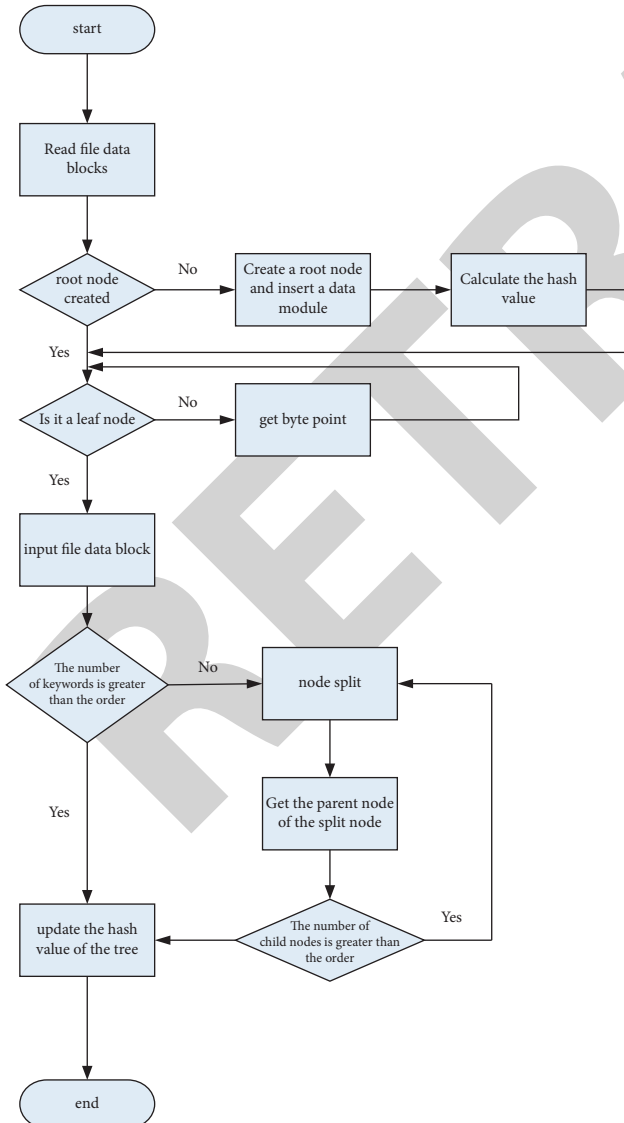 start
Read file data
blocks
root node
created
No
Create a root node
and insert a data
module
Calculate the hash
value
Yes
Is it a leaf node
No
get byte point
Yes
input file data block
The number
of keywords is greater
than the order
No
node split
Get the parent node
of the split node
Yes
The number of
child nodes is greater than
the order
Yes
update the hash
value of the tree
end
RETR